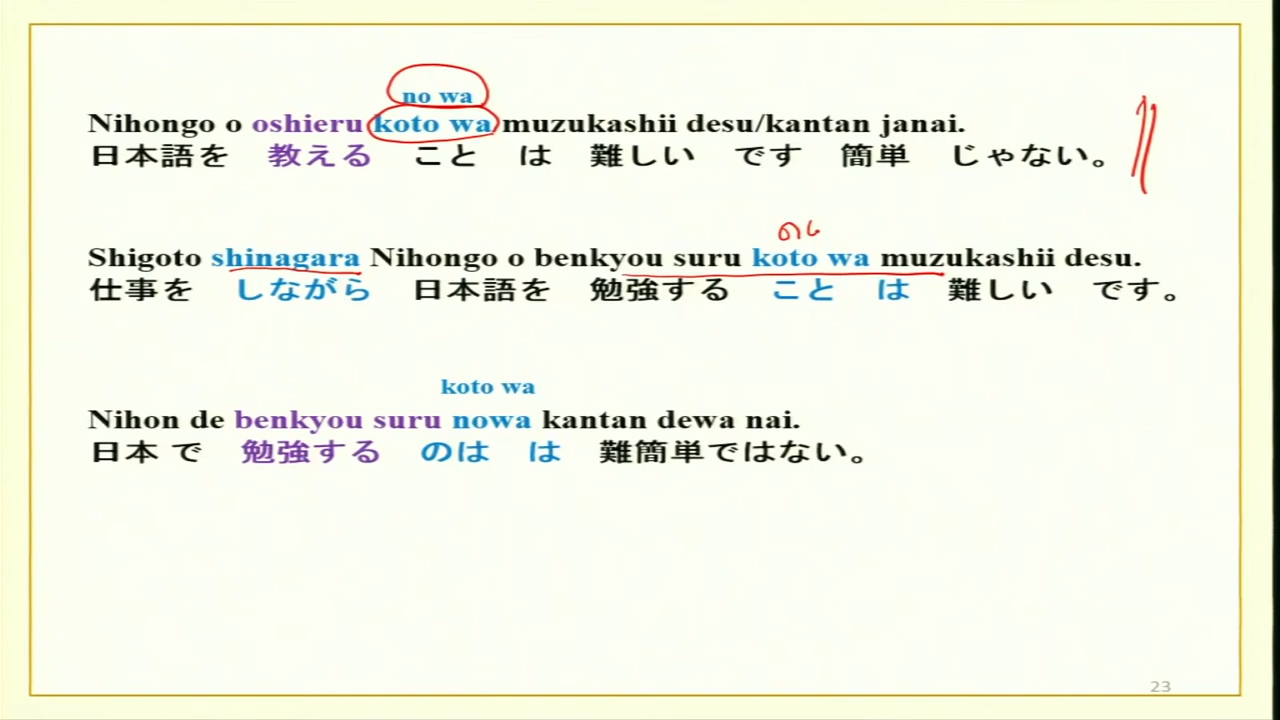 no wa
Nihongo o oshieru koto wa muzukashii desu/kantan janai.
日本語を 教える こと は 難しい です 簡単 じゃない。
Shigoto shinagara Nihongo o benkyou suru koto wa muzukashii desu.
仕事を しながら 日本語を 勉強する こと は 難しい です。
koto wa
Nihon de benkyou suru nowa kantan dewa nai.
日本 で 勉強する のは は 難簡単ではない。
23